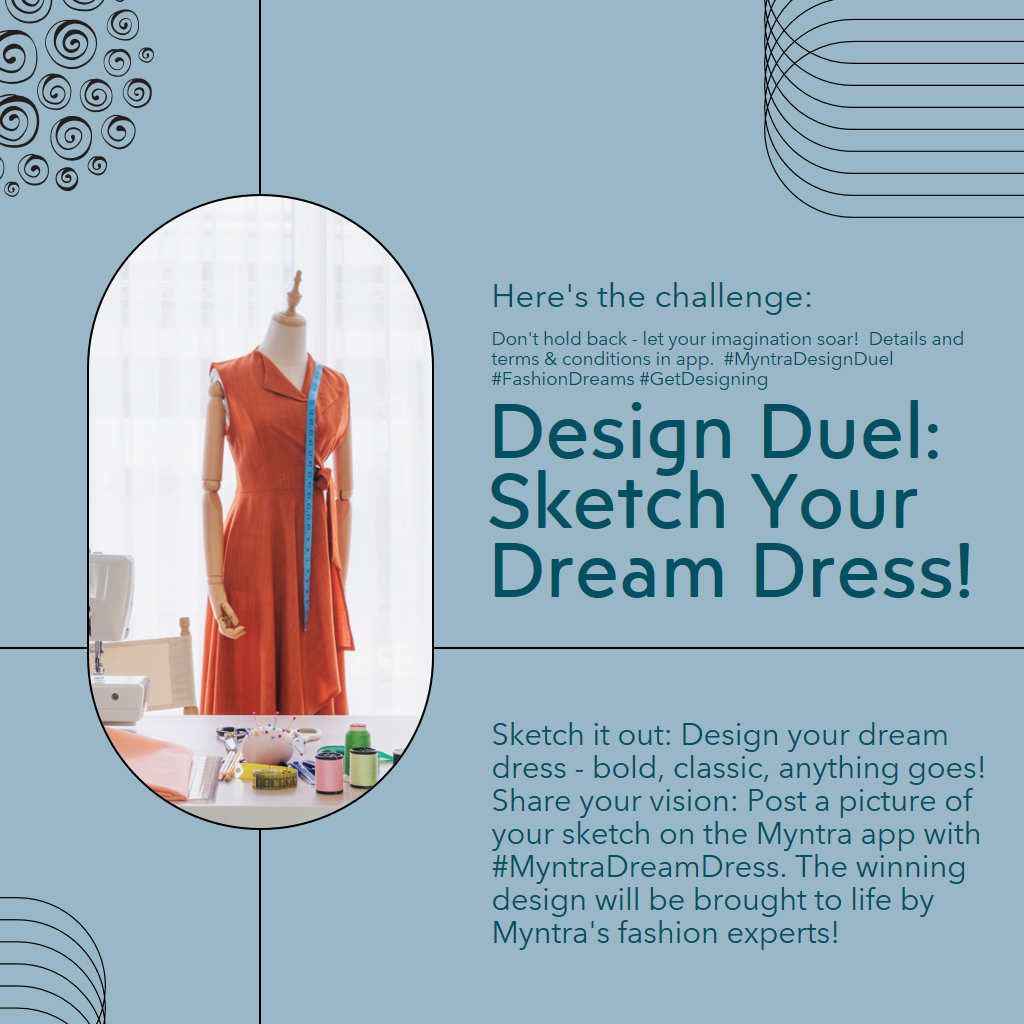 Here's the challenge:
Don't hold back - let your imagination soar!  Details and
terms & conditions in app.  #MyntraDesignDuel
#FashionDreams #GetDesigning
Design Duel:
Sketch Your
Dream Dress!
Sketch it out: Design your dream
dress - bold, classic, anything goes!
Share your vision: Post a picture of
your sketch on the Myntra app with
#MyntraDreamDress. The winning
design will be brought to life by
Myntra's fashion experts!